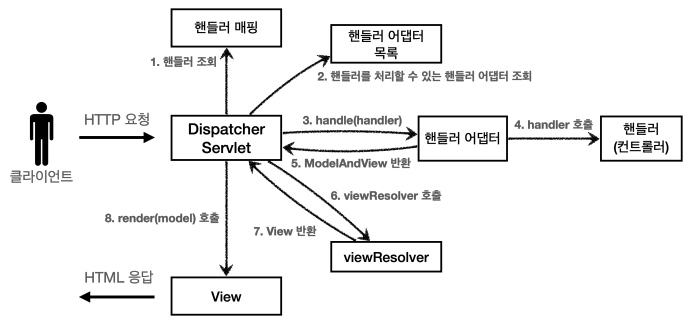 핸들러 매핑
핸들러 어댑터
목록
1. 핸들러 조회
2. 핸들러를 처리할 수 있는 핸들러 어댑터 조회
HTTP 요청
Dispatcher
Servlet
3. handle(handler)
핸들러 어댑터
4. handler 호출
핸들러
(컨트롤러)
5. ModelAndView 반환
클라이언트
6. viewResolver 호출
8. render(model) 호출
7. View 반환
viewResolver
HTML 응답
View